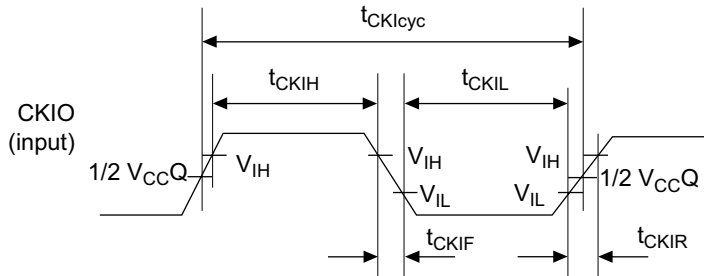 tCKIcyc
tCKIH
tCKIL
CKIO
(input)
1/2 VCCQ
VIH
VIH
VIL
VIH
VIL
1/2 VCCQ
tCKIF
tCKIR